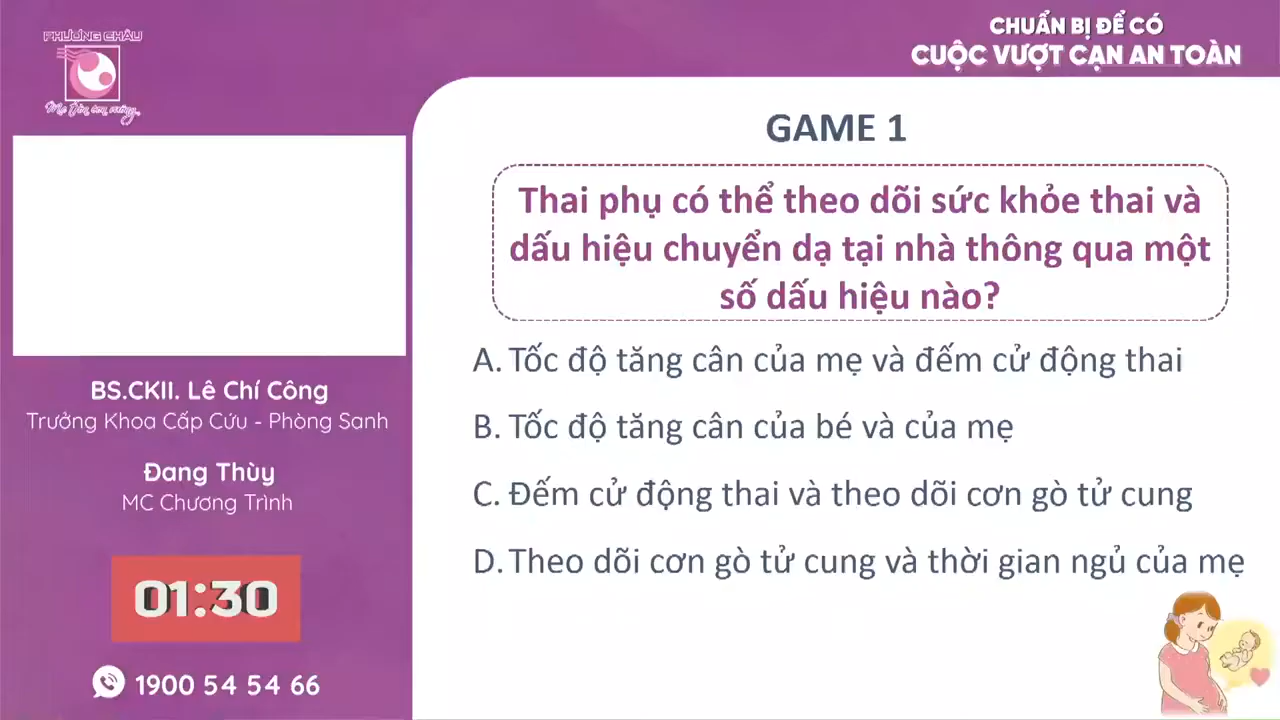 PHƯƠNG CHÂU
CHUẨN BỊ ĐỂ CÓ
CUỘC VƯỢT CẠN AN TOÀN
GAME 1
Thai phụ có thể theo dõi sức khỏe thai và
dấu hiệu chuyển dạ tại nhà thông qua một
số dấu hiệu nào?
A. Tốc độ tăng cân của mẹ và đếm cử động thai
B. Tốc độ tăng cân của bé và của mẹ
C. Đếm cử động thai và theo dõi cơn gò tử cung
D. Theo dõi cơn gò tử cung và thời gian ngủ của mẹ
BS.CKII. Lê Chí Công
Trưởng Khoa Cấp Cứu - Phòng Sanh
Đang Thùy
MC Chương Trình
01:30
1900 54 54 66